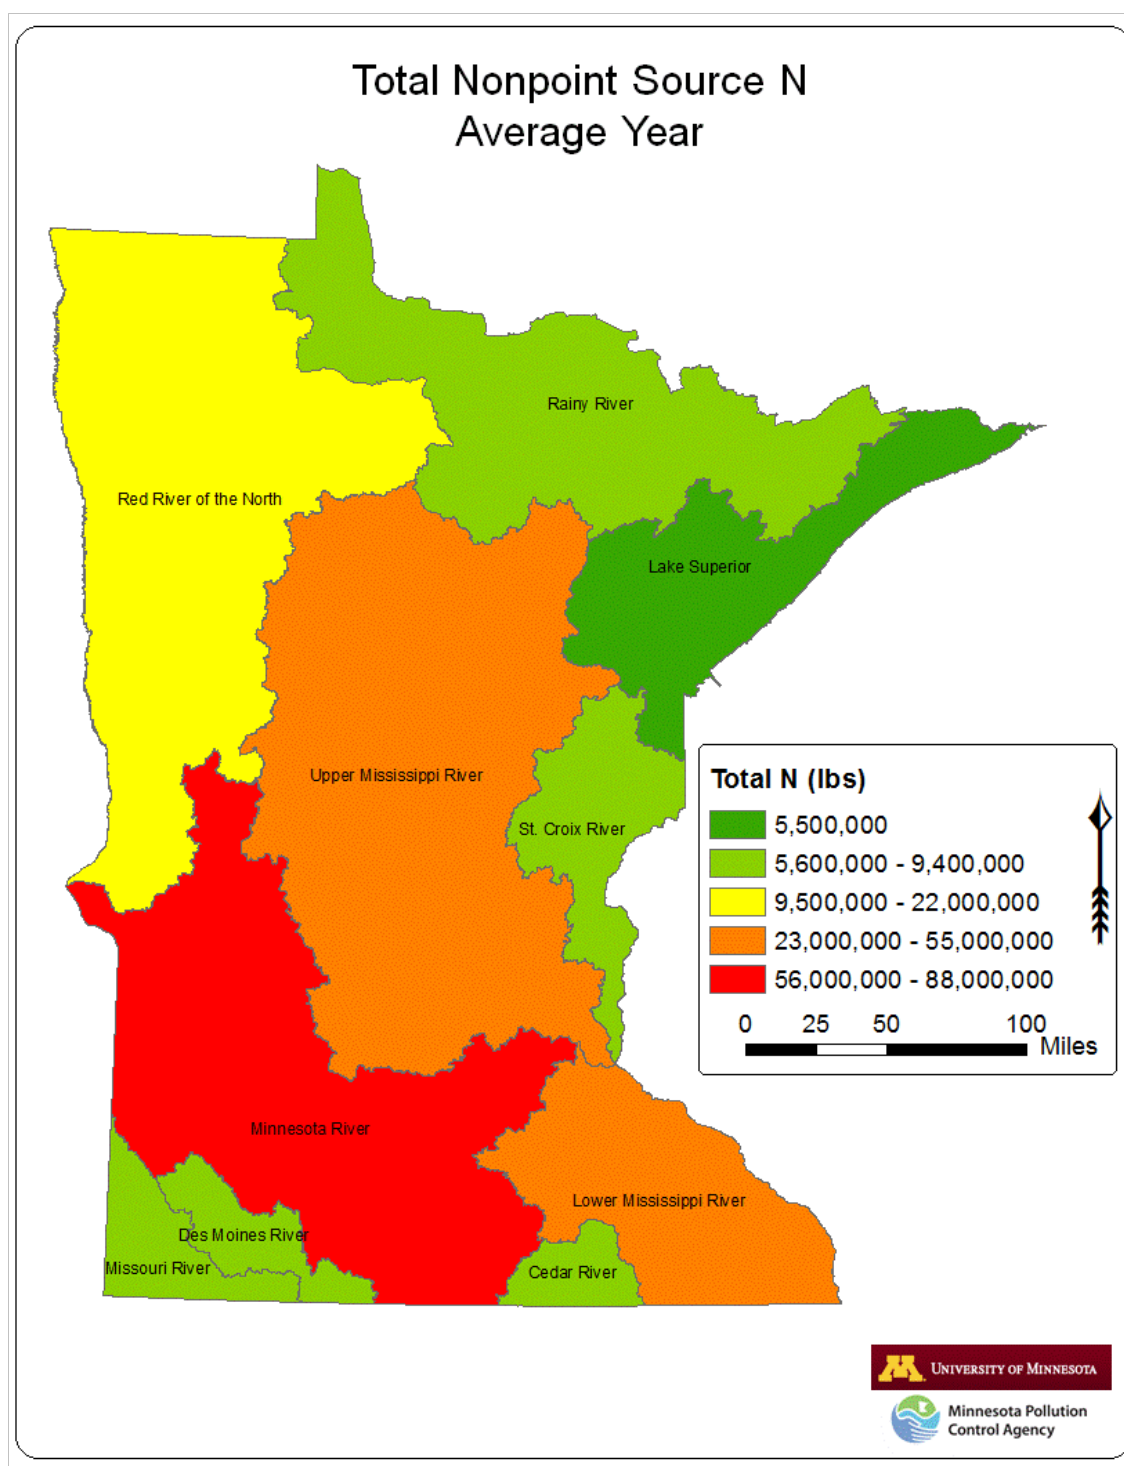 Total Nonpoint Source N
Average Year
Rainy River
Red River of the North
Lake Superior
Upper Mississippi River
St. Croix River
Total N (lbs)
5,500,000
5,600,000 - 9,400,000
9,500,000 - 22,000,000
23,000,000 - 55,000,000
56,000,000 - 88,000,000
0 25 50 100
Miles
Minnesota River
Lower Mississippi River
Des Moines River
Missouri River
Cedar River
M UNIVERSITY OF MINNESOTA
Minnesota Pollution
Control Agency